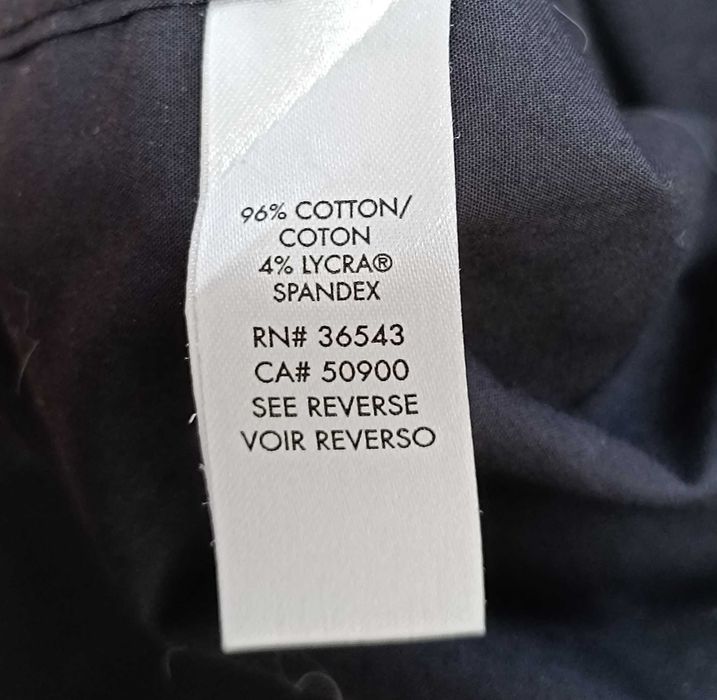 96% COTTON/
COTON
4% LYCRA®
SPANDEX
RN# 36543
CA# 50900
SEE REVERSE
VOIR REVERSO